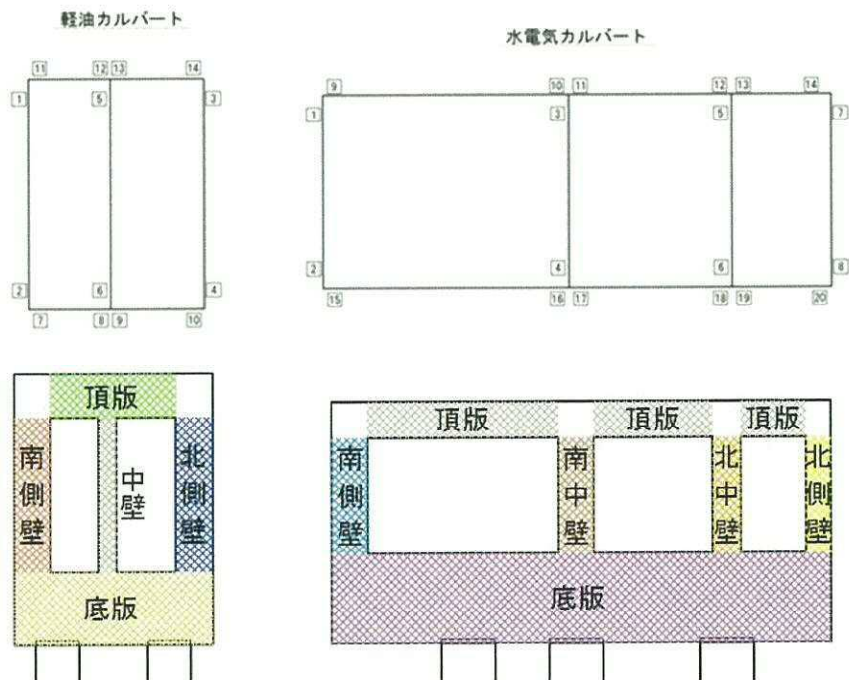 軽油カルバート
11 12 13 14
1 5 3
2 6 4
7 8 9 10
水電気カルバート
9 10 11 12 13 14
1 3 5 7
2 4 6 8
15 16 17 18 19 20
頂版
南側壁
中壁
北側壁
底版
頂版 頂版 頂版
南側壁
南中壁
北中壁
北側壁
底版